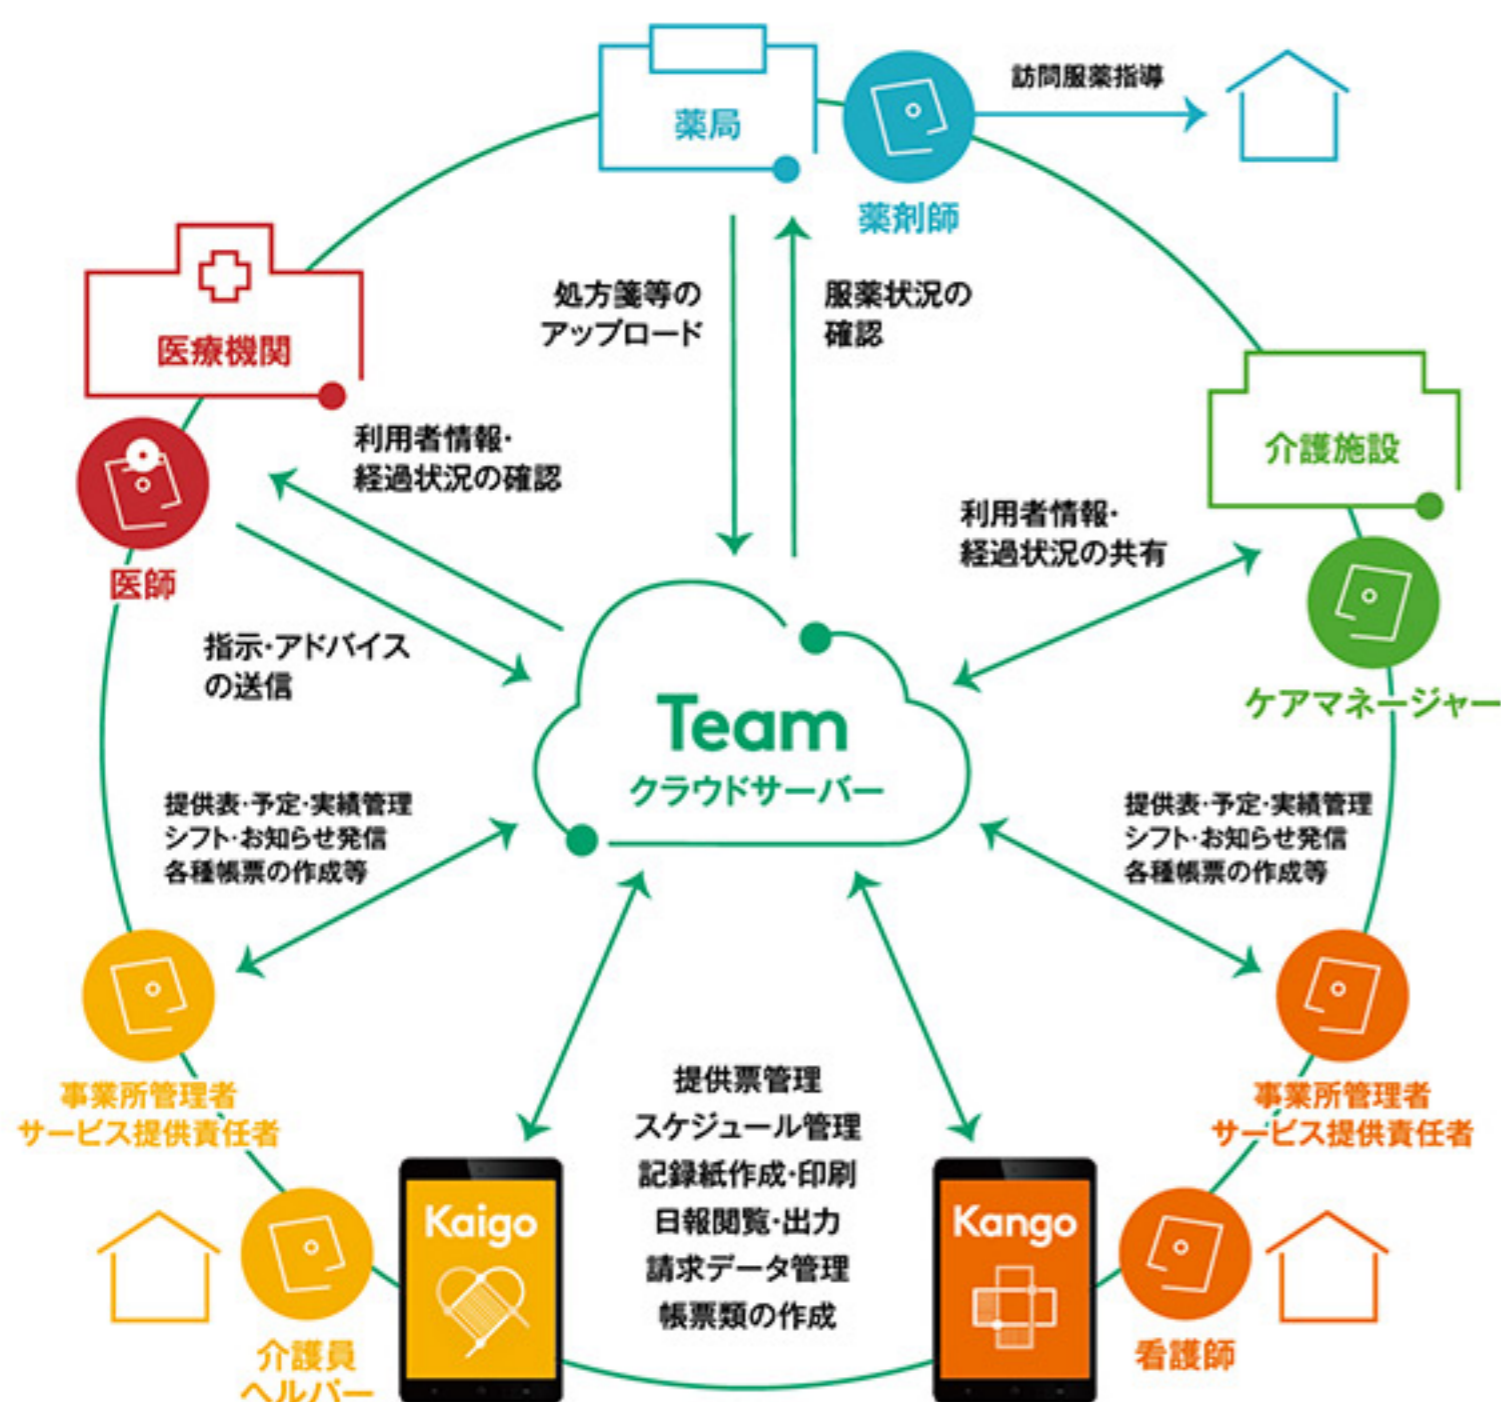 訪問服薬指導
薬局
薬剤師
処方箋等の
アップロード
服薬状況の
確認
医療機関
医師
利用者情報・
経過状況の確認
指示・アドバイス
の送信
介護施設
利用者情報・
経過状況の共有
ケアマネージャー
Team
クラウドサーバー
提供表・予定・実績管理
シフト・お知らせ発信
各種帳票の作成等
提供表・予定・実績管理
シフト・お知らせ発信
各種帳票の作成等
事業所管理者
サービス提供責任者
事業所管理者
サービス提供責任者
提供票管理
スケジュール管理
記録紙作成・印刷
日報閲覧・出力
請求データ管理
帳票類の作成
Kaigo
Kango
介護員
ヘルパー
看護師